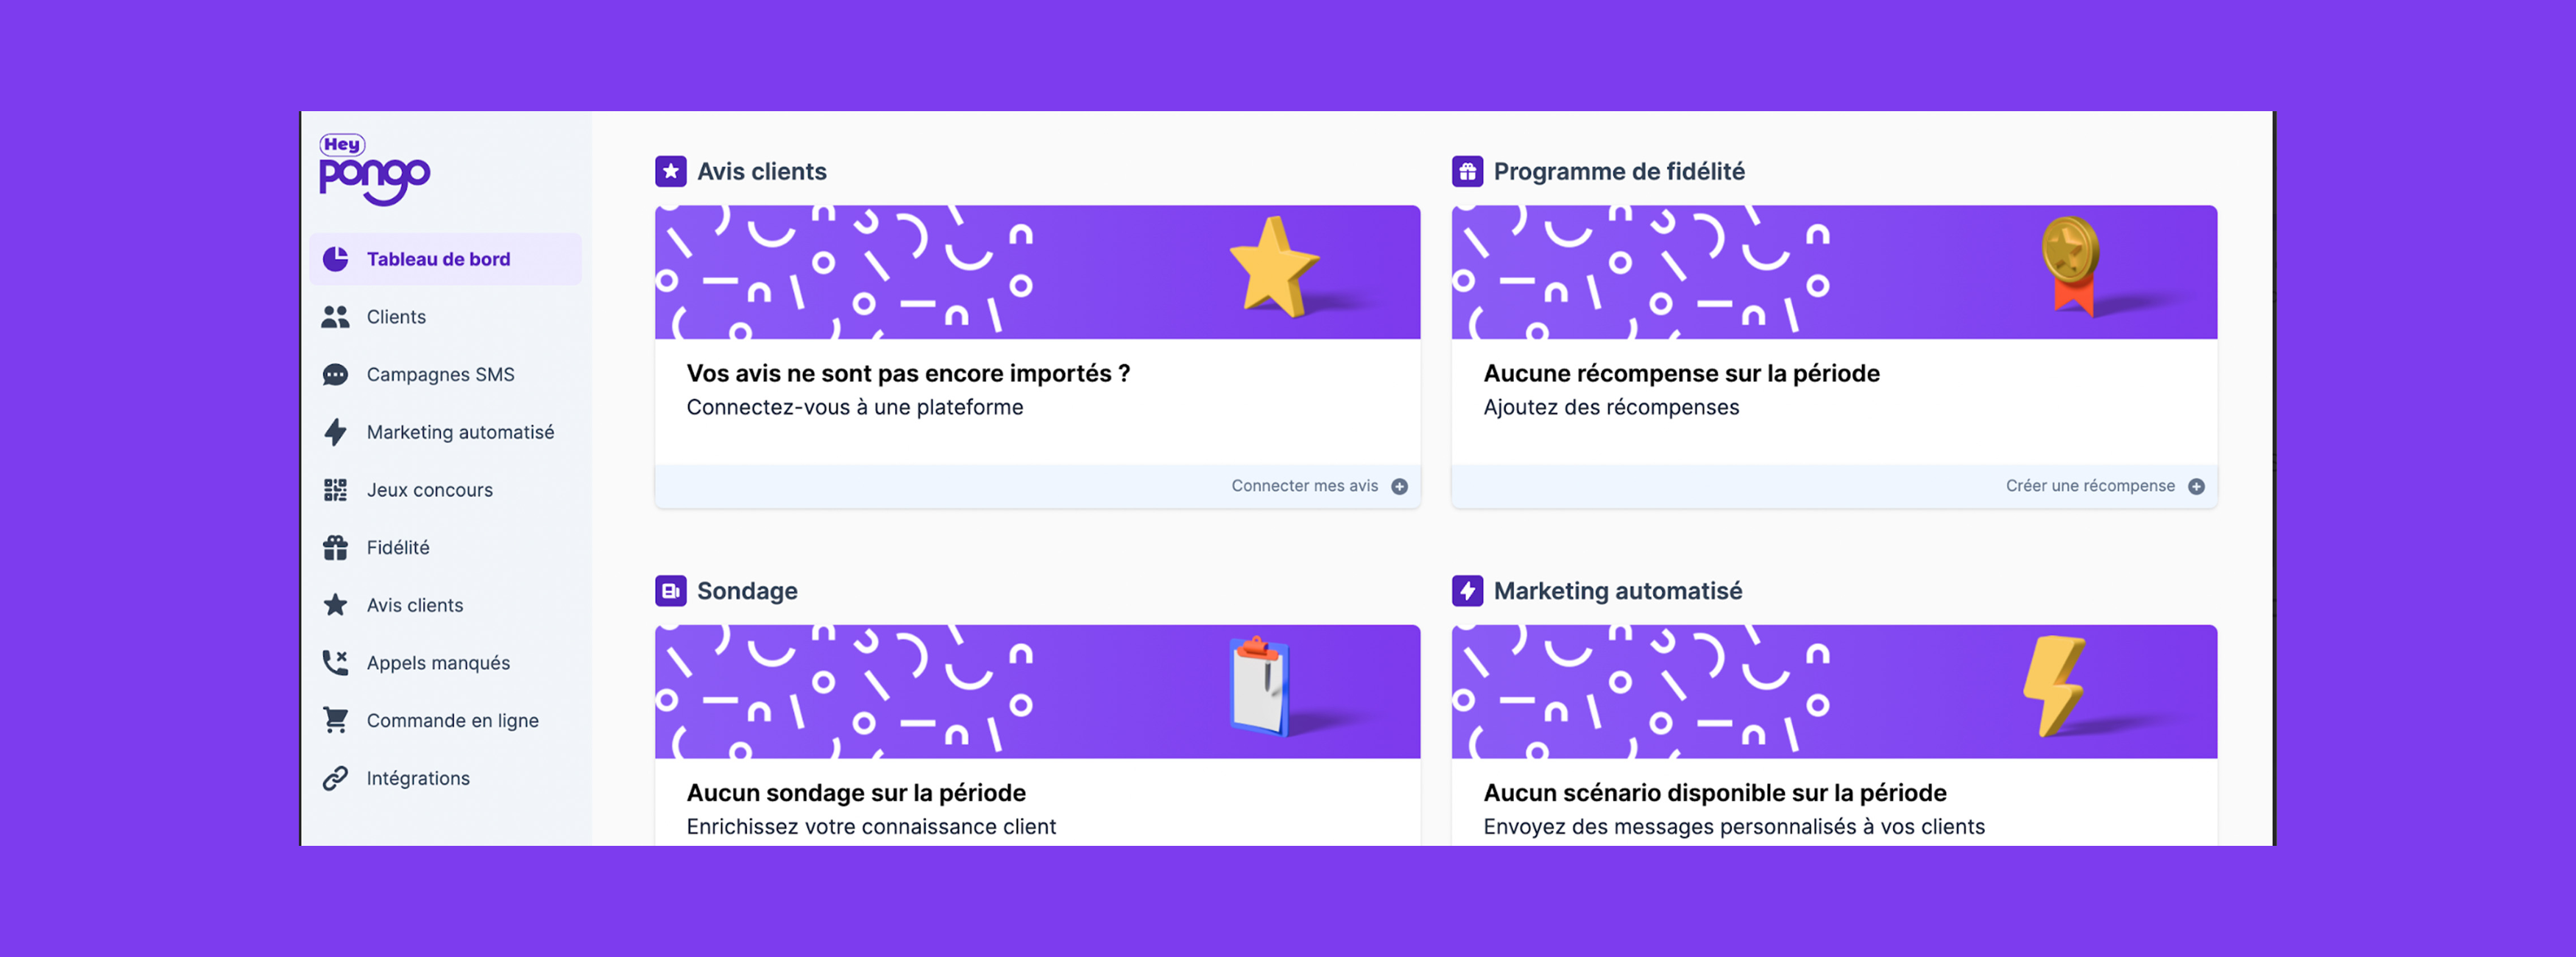 Hey
pongo
Tableau de bord
Clients
Campagnes SMS
Marketing automatisé
Jeux concours
Fidélité
Avis clients
Appels manqués
Commande en ligne
Intégrations
Avis clients
Vos avis ne sont pas encore importés ?
Connectez-vous à une plateforme
Connecter mes avis
Programme de fidélité
Aucune récompense sur la période
Ajoutez des récompenses
Créer une récompense
Sondage
Aucun sondage sur la période
Enrichissez votre connaissance client
Marketing automatisé
Aucun scénario disponible sur la période
Envoyez des messages personnalisés à vos clients